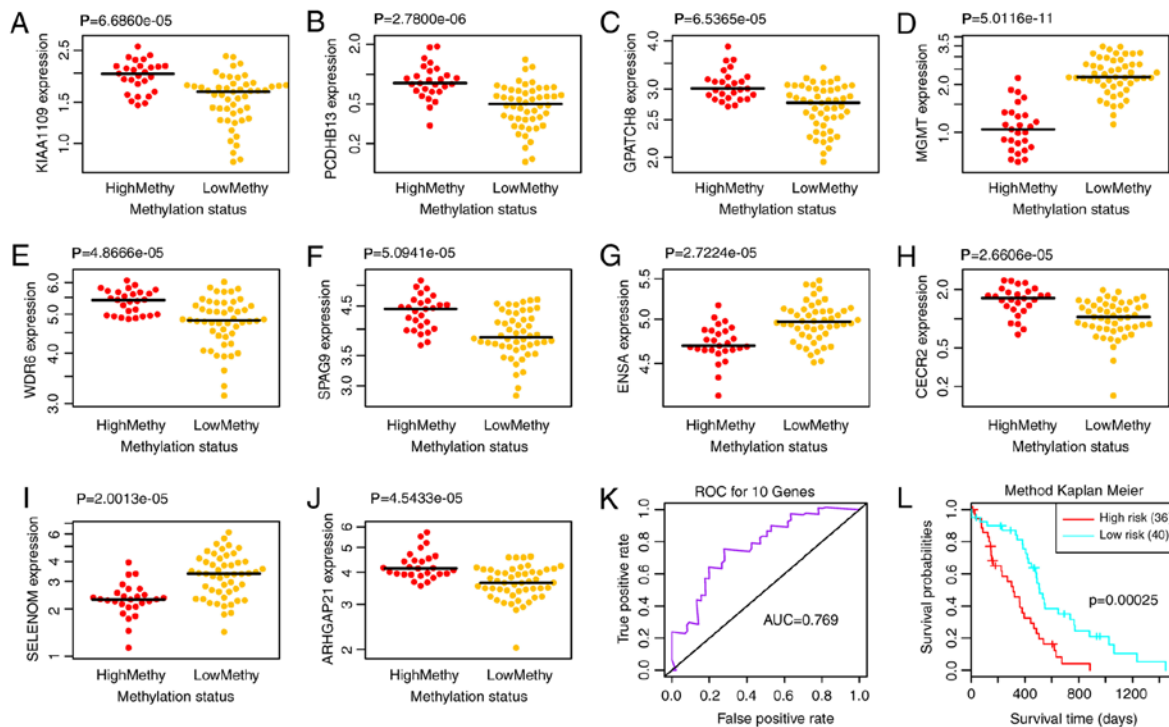 A
P=6.6860e-05
KIAA1109 expression
2.5
1.5
1.0
HighMethy LowMethy
Methylation status
B
P=2.7800e-06
PCDHB13 expression
2.0
1.0
0.5
0.2
HighMethy LowMethy
Methylation status
C
P=6.5365e-05
GPATCH8 expression
4.0
3.0
2.5
2.0
HighMethy LowMethy
Methylation status
D
P=5.0116e-11
MGMT expression
3.5
2.0
1.0
HighMethy LowMethy
Methylation status
E
P=4.8666e-05
WDR6 expression
6.0
5.0
4.0
3.0
HighMethy LowMethy
Methylation status
F
P=5.0941e-05
SPAG9 expression
4.5
3.5
3.0
HighMethy LowMethy
Methylation status
G
P=2.7224e-05
ENSA expression
5.5
5.0
4.5
HighMethy LowMethy
Methylation status
H
P=2.6606e-05
CECR2 expression
2.0
1.0
0.5
0.2
HighMethy LowMethy
Methylation status
I
P=2.0013e-05
SELENOM expression
4
3
2
1
HighMethy LowMethy
Methylation status
J
P=4.5433e-05
ARHGAP21 expression
6
5
4
3
2
HighMethy LowMethy
Methylation status
K
ROC for 10 Genes
True positive rate
1.0
0.8
0.6
0.4
0.2
0.0
AUC=0.769
0.0 0.2 0.4 0.6 0.8 1.0
False positive rate
L
Method Kaplan Meier
Survival probabilities
1.0
0.8
0.6
0.4
0.2
0.0
High risk (36)
Low risk (40)
p=0.00025
0 400 800 1200
Survival time (days)